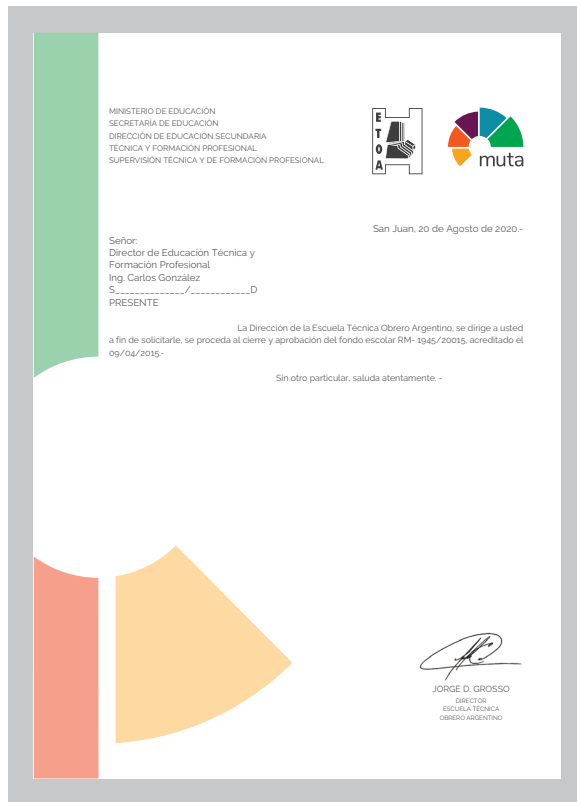 MINISTERIO DE EDUCACIÓN
SECRETARÍA DE EDUCACIÓN
DIRECCIÓN DE EDUCACIÓN SECUNDARIA
TÉCNICA Y FORMACIÓN PROFESIONAL
SUPERVISIÓN TÉCNICA Y DE FORMACIÓN PROFESIONAL
E
T
O
A
muta
San Juan, 20 de Agosto de 2020.-
Señor:
Director de Educación Técnica y
Formación Profesional
Ing. Carlos González
S______________/____________D
PRESENTE
La Dirección de la Escuela Técnica Obrero Argentino, se dirige a usted
a fin de solicitarle, se proceda al cierre y aprobación del fondo escolar RM- 1945/20015, acreditado el
09/04/2015.-
Sin otro particular, saluda atentamente. -
JORGE D. GROSSO
DIRECTOR
ESCUELA TÉCNICA
OBRERO ARGENTINO